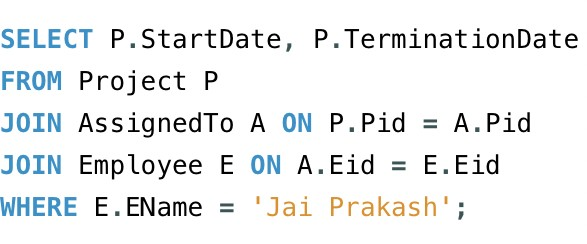 SELECT P.StartDate, P.TerminationDate
FROM Project P
JOIN AssignedTo A ON P.Pid = A.Pid
JOIN Employee E ON A.Eid = E.Eid
WHERE E.EName = 'Jai Prakash';